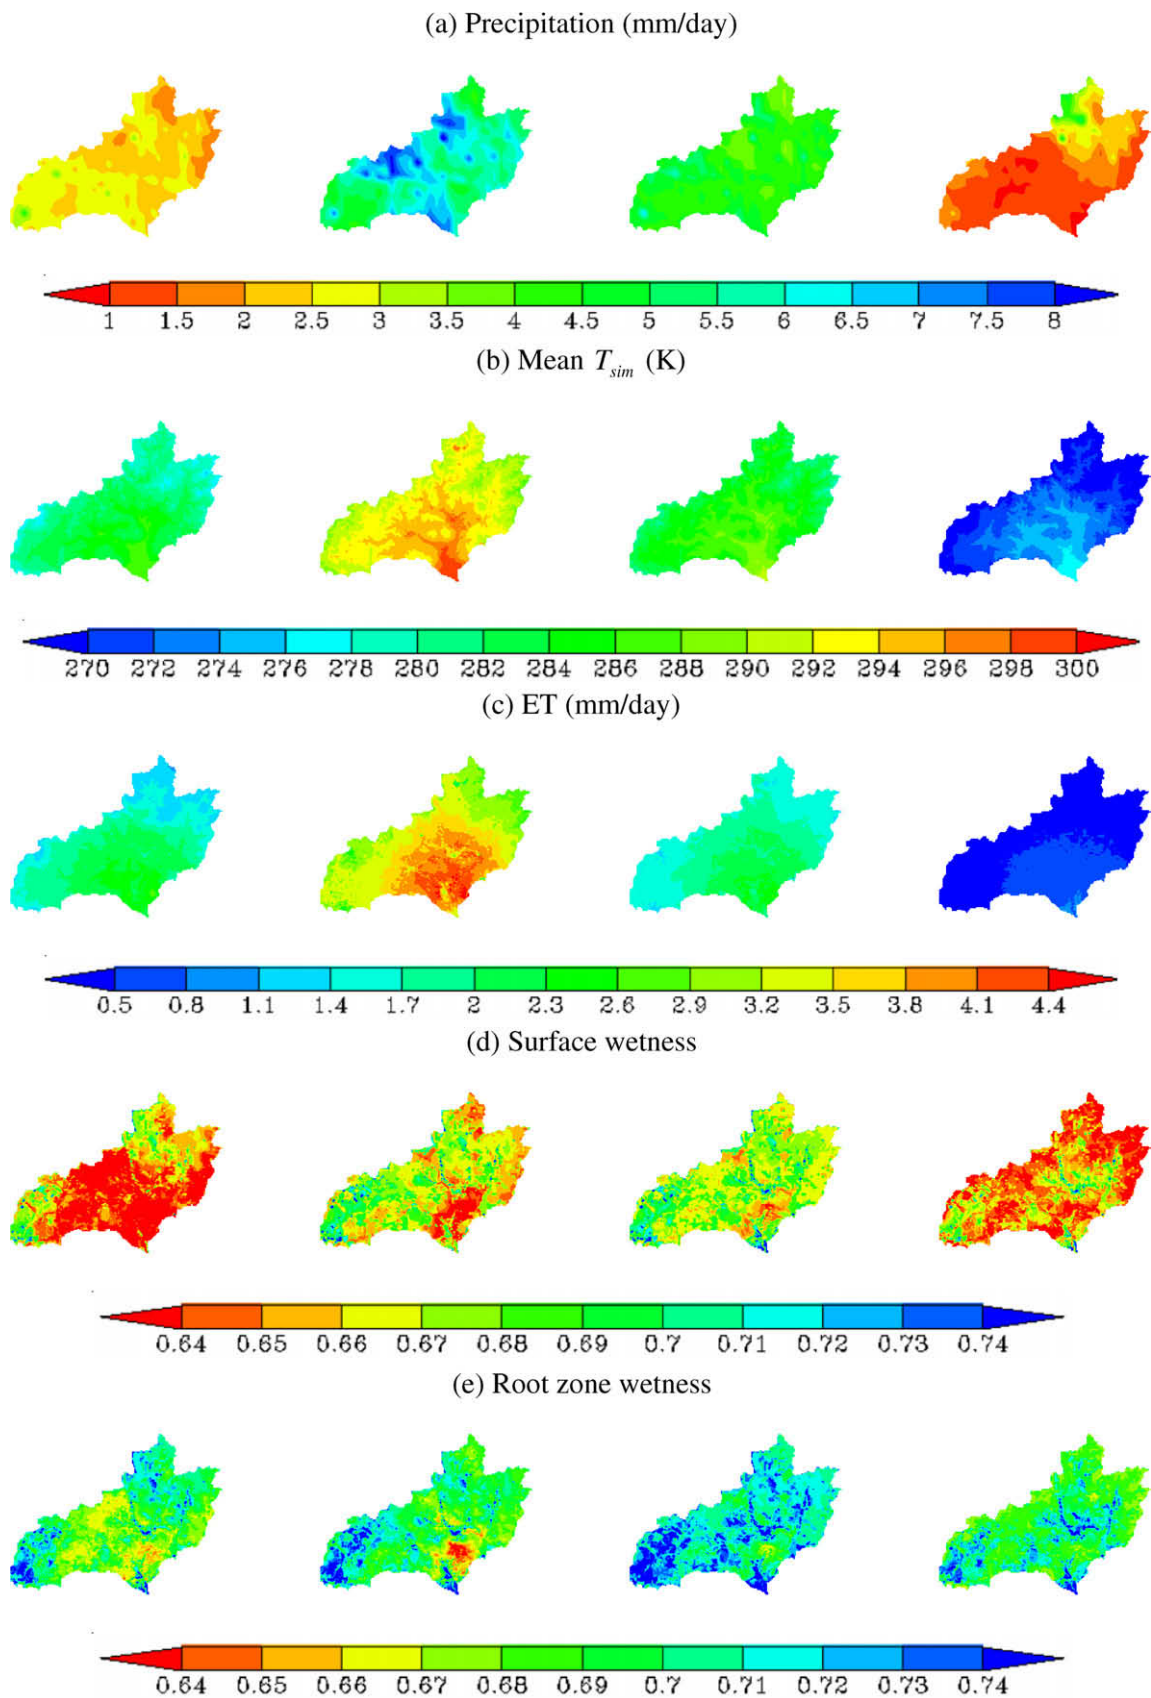 (a) Precipitation (mm/day)
1 1.5 2 2.5 3 3.5 4 4.5 5 5.5 6 6.5 7 7.5 8
(b) Mean T_sim (K)
270 272 274 276 278 280 282 284 286 288 290 292 294 296 298 300
(c) ET (mm/day)
0.5 0.8 1.1 1.4 1.7 2 2.3 2.6 2.9 3.2 3.5 3.8 4.1 4.4
(d) Surface wetness
0.64 0.65 0.66 0.67 0.68 0.69 0.7 0.71 0.72 0.73 0.74
(e) Root zone wetness
0.64 0.65 0.66 0.67 0.68 0.69 0.7 0.71 0.72 0.73 0.74